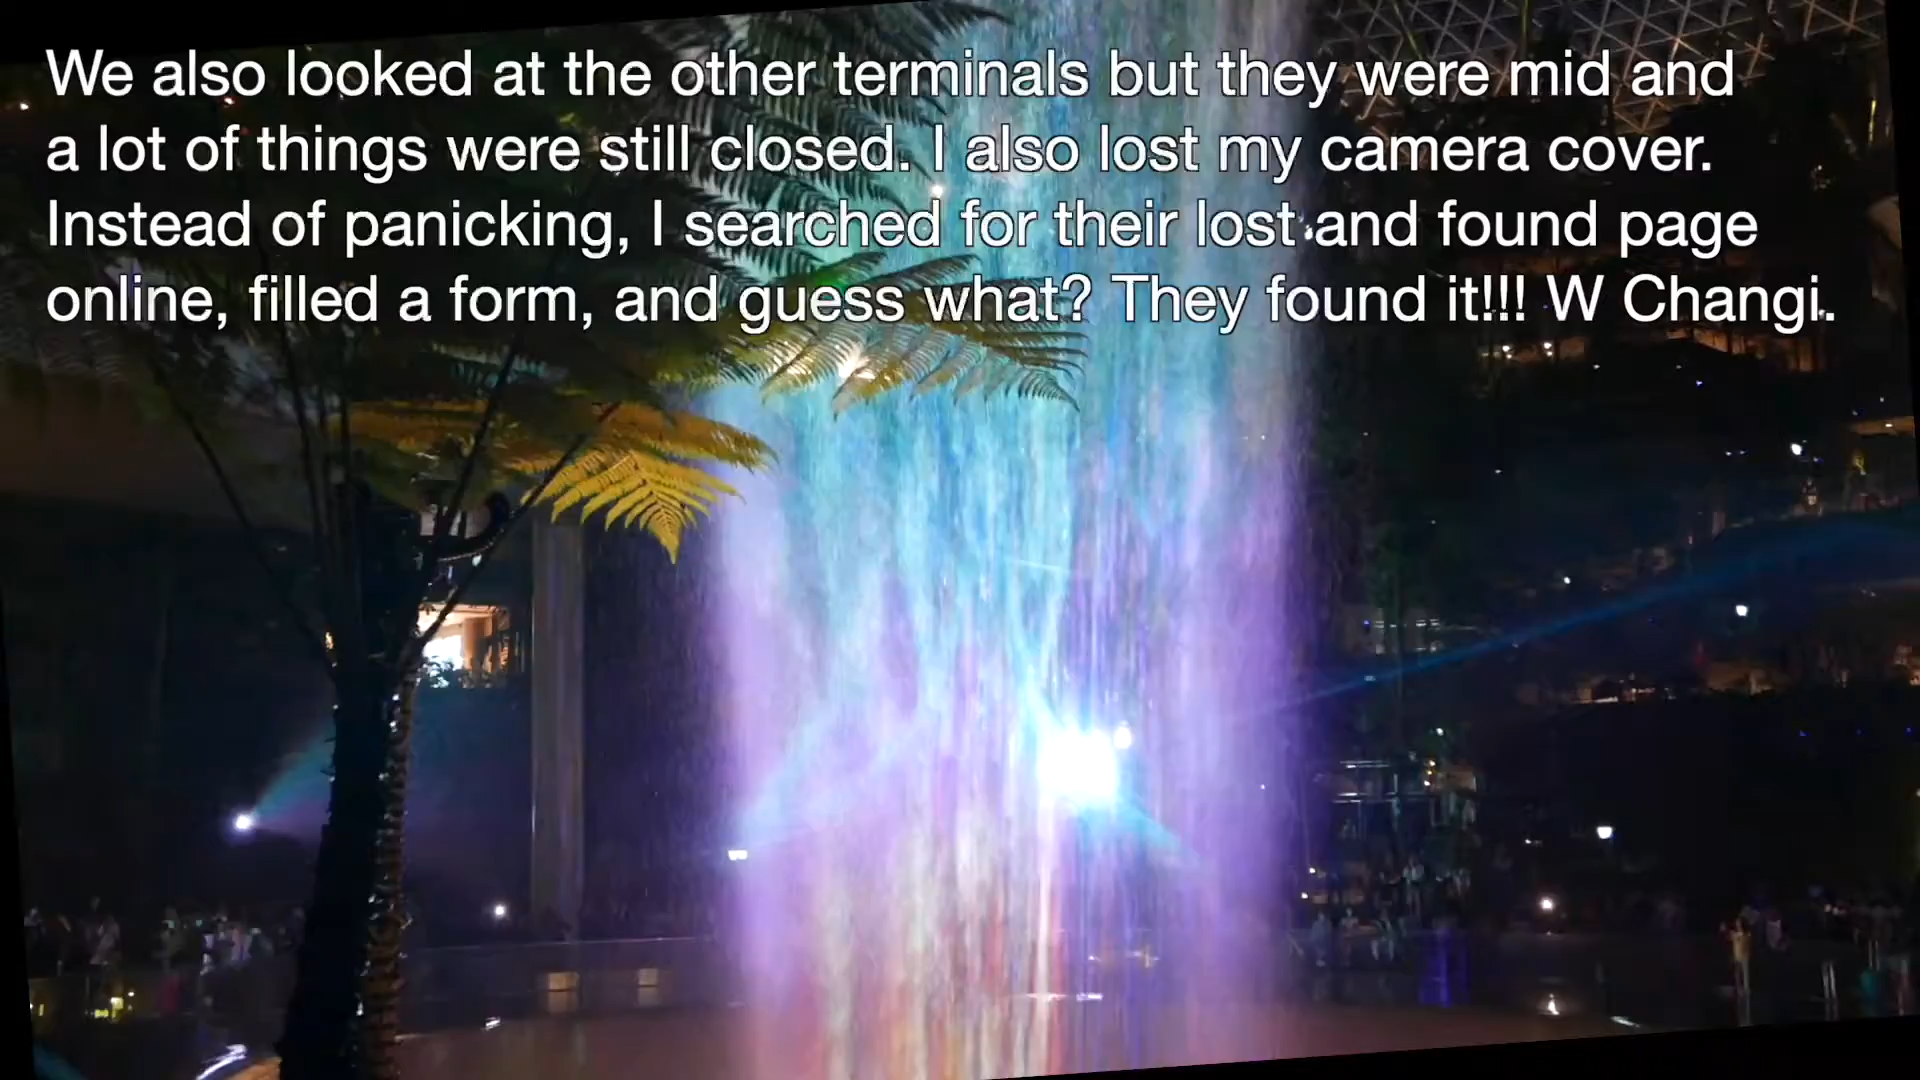 We also looked at the other terminals but they were mid and
a lot of things were still closed. I also lost my camera cover.
Instead of panicking, I searched for their lost and found page
online, filled a form, and guess what? They found it!!! W Changi.